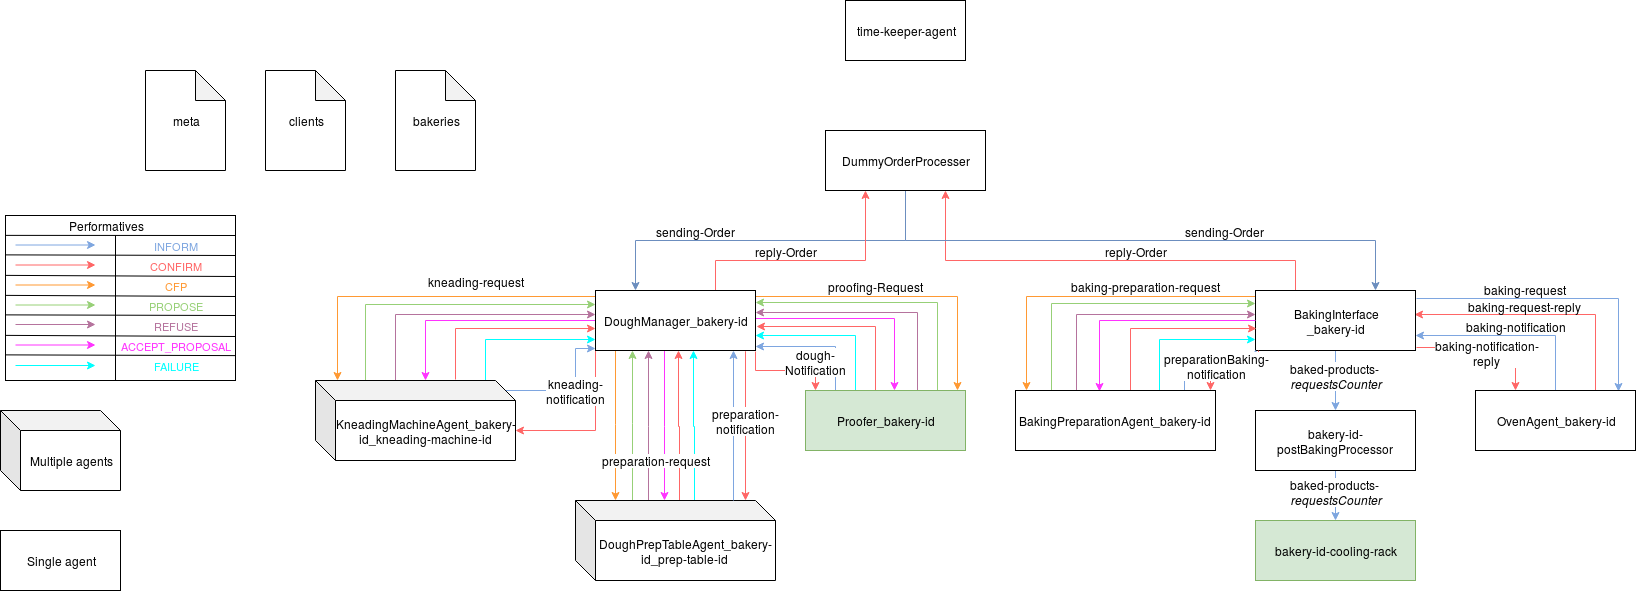 time-keeper-agent
meta
clients
bakeries
DummyOrderProcesser
Performatives
INFORM
CONFIRM
CFP
PROPOSE
REFUSE
ACCEPT_PROPOSAL
FAILURE
sending-Order
sending-Order
reply-Order
reply-Order
kneading-request
proofing-Request
baking-preparation-request
baking-request
baking-request-reply
baking-notification
baking-notification-
reply
DoughManager_bakery-id
BakingInterface
_bakery-id
dough-
Notification
preparationBaking-
notification
baked-products-
requestsCounter
kneading-
notification
KneadingMachineAgent_bakery-
id_kneading-machine-id
preparation-
notification
Proofer_bakery-id
BakingPreparationAgent_bakery-id
OvenAgent_bakery-id
bakery-id-
postBakingProcessor
Multiple agents
preparation-request
baked-products-
requestsCounter
DoughPrepTableAgent_bakery-
id_prep-table-id
bakery-id-cooling-rack
Single agent